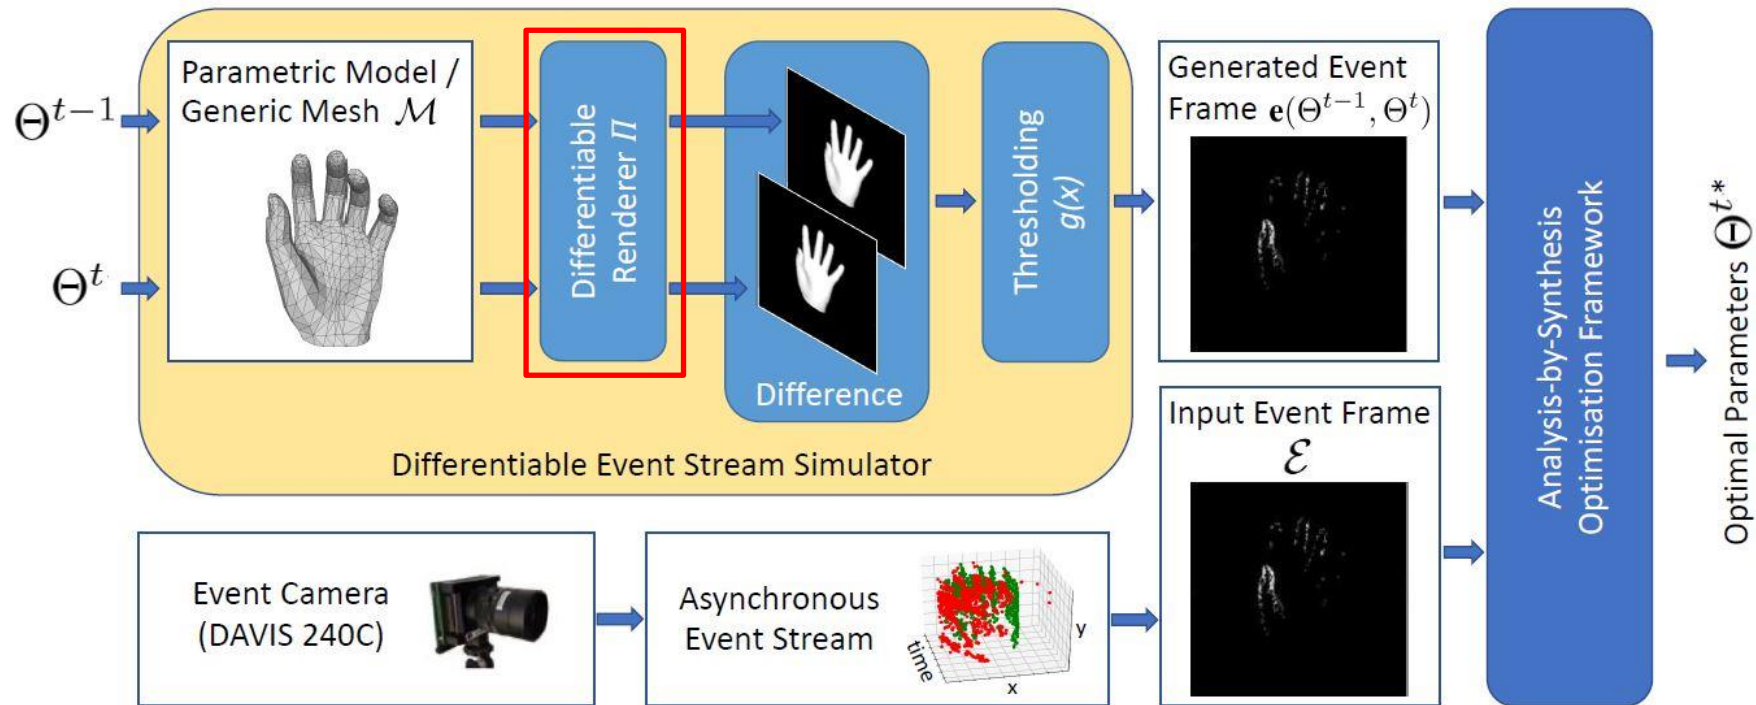 Θ^{t-1}
Θ^{t}
Parametric Model /
Generic Mesh ℳ
Differentiable
Renderer Π
Difference
Thresholding
g(x)
Differentiable Event Stream Simulator
Generated Event
Frame e(Θ^{t-1}, Θ^{t})
Input Event Frame
ℰ
Analysis-by-Synthesis
Optimisation Framework
Optimal Parameters Θ^{t*}
Event Camera
(DAVIS 240C)
Asynchronous
Event Stream
time
x
y